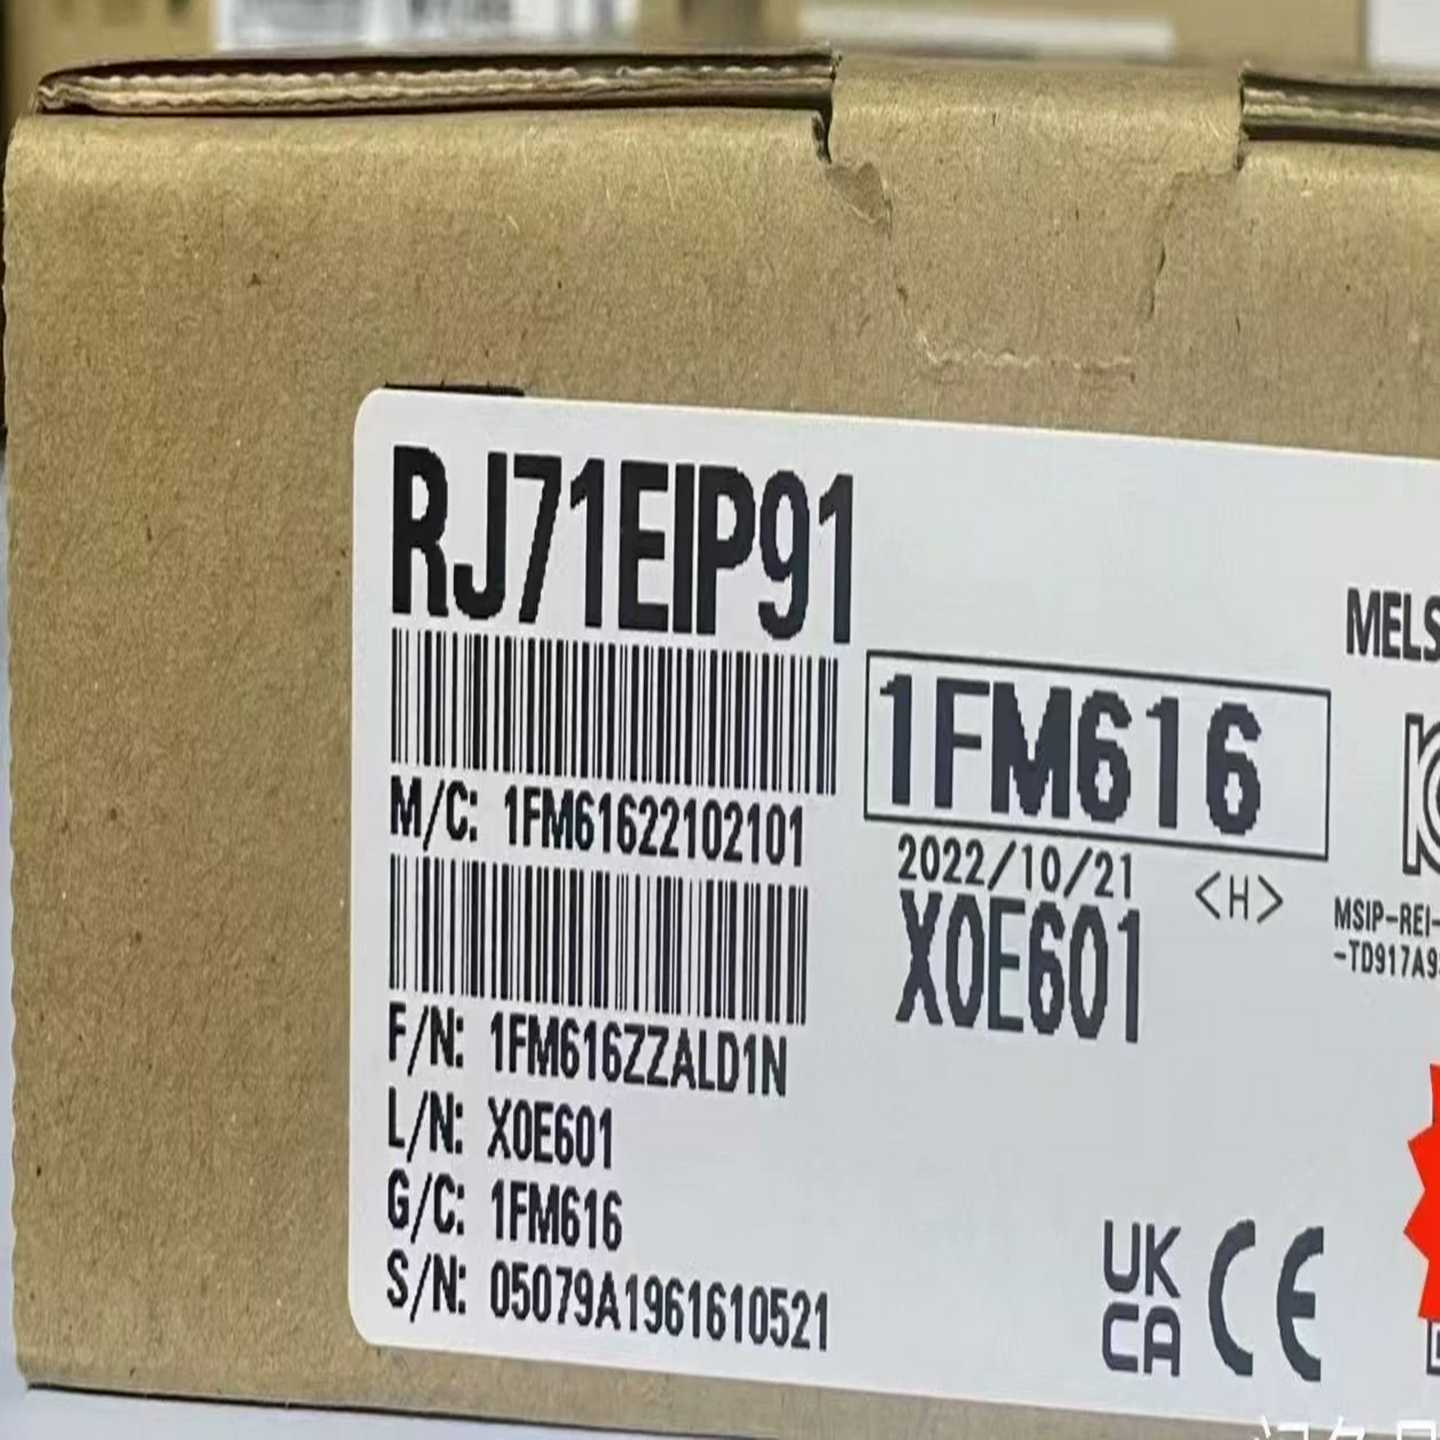 RJ71EIP91
MELS
1FM616
M/C: 1FM61622102101
2022/10/21
<H>
X0E601
MSIP-REI-
-TD917A9
F/N: 1FM616ZZALD1N
L/N: X0E601
G/C: 1FM616
S/N: 05079A1961610521
UK
CA
CE